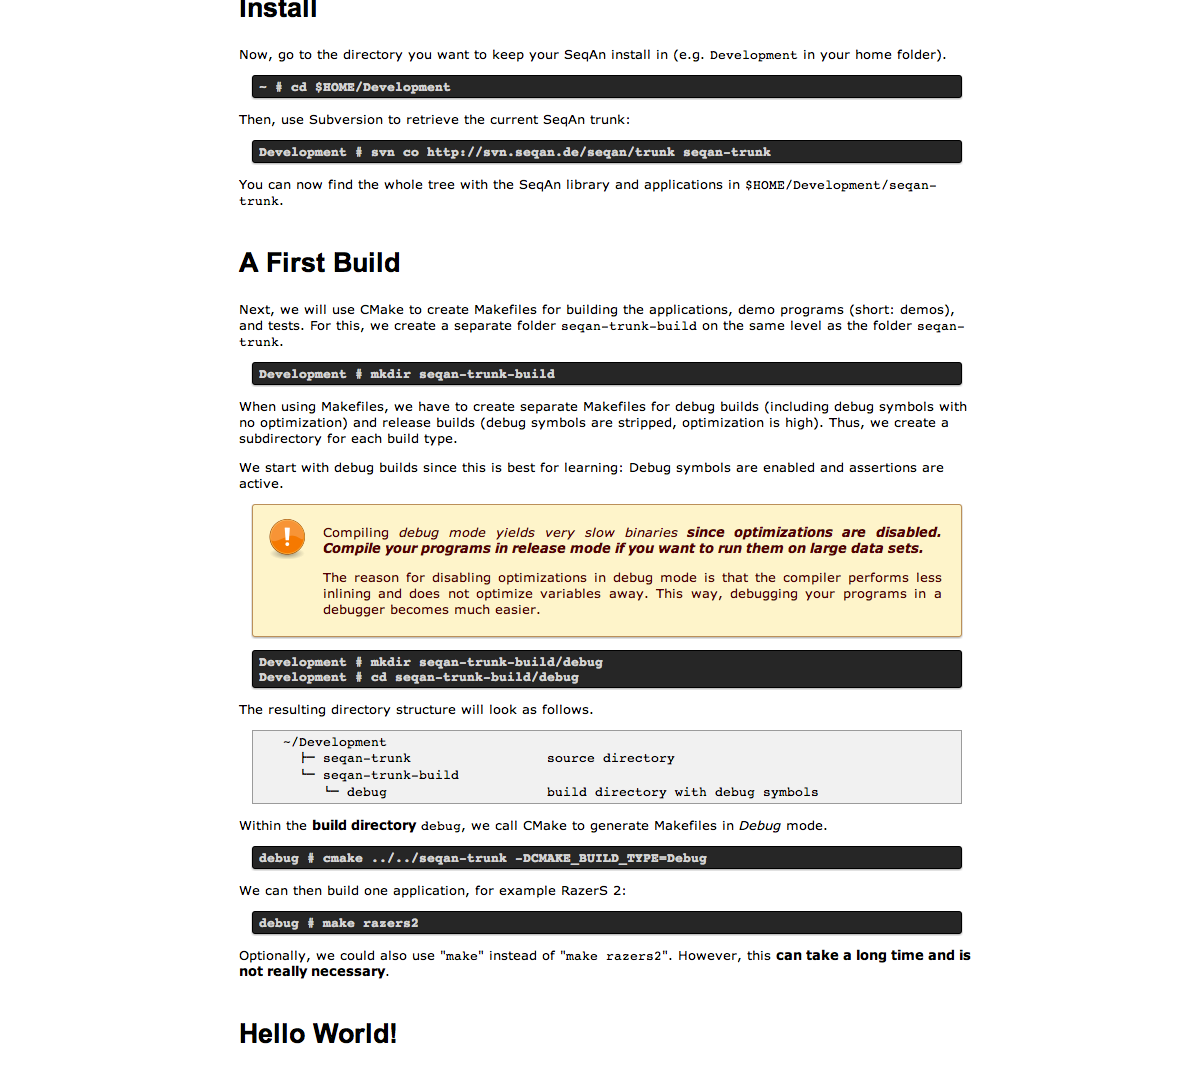 Install
Now, go to the directory you want to keep your SeqAn install in (e.g. Development in your home folder).
~ # cd $HOME/Development
Then, use Subversion to retrieve the current SeqAn trunk:
Development # svn co http://svn.seqan.de/seqan/trunk seqan-trunk
You can now find the whole tree with the SeqAn library and applications in $HOME/Development/seqan-
trunk.
A First Build
Next, we will use CMake to create Makefiles for building the applications, demo programs (short: demos),
and tests. For this, we create a separate folder seqan-trunk-build on the same level as the folder seqan-
trunk.
Development # mkdir seqan-trunk-build
When using Makefiles, we have to create separate Makefiles for debug builds (including debug symbols with
no optimization) and release builds (debug symbols are stripped, optimization is high). Thus, we create a
subdirectory for each build type.
We start with debug builds since this is best for learning: Debug symbols are enabled and assertions are
active.
Compiling debug mode yields very slow binaries since optimizations are disabled.
Compile your programs in release mode if you want to run them on large data sets.
The reason for disabling optimizations in debug mode is that the compiler performs less
inlining and does not optimize variables away. This way, debugging your programs in a
debugger becomes much easier.
Development # mkdir seqan-trunk-build/debug
Development # cd seqan-trunk-build/debug
The resulting directory structure will look as follows.
~/Development
├─ seqan-trunk source directory
└─ seqan-trunk-build
└─ debug build directory with debug symbols
Within the build directory debug, we call CMake to generate Makefiles in Debug mode.
debug # cmake ../../seqan-trunk -DCMAKE_BUILD_TYPE=Debug
We can then build one application, for example RazerS 2:
debug # make razers2
Optionally, we could also use "make" instead of "make razers2". However, this can take a long time and is
not really necessary.
Hello World!